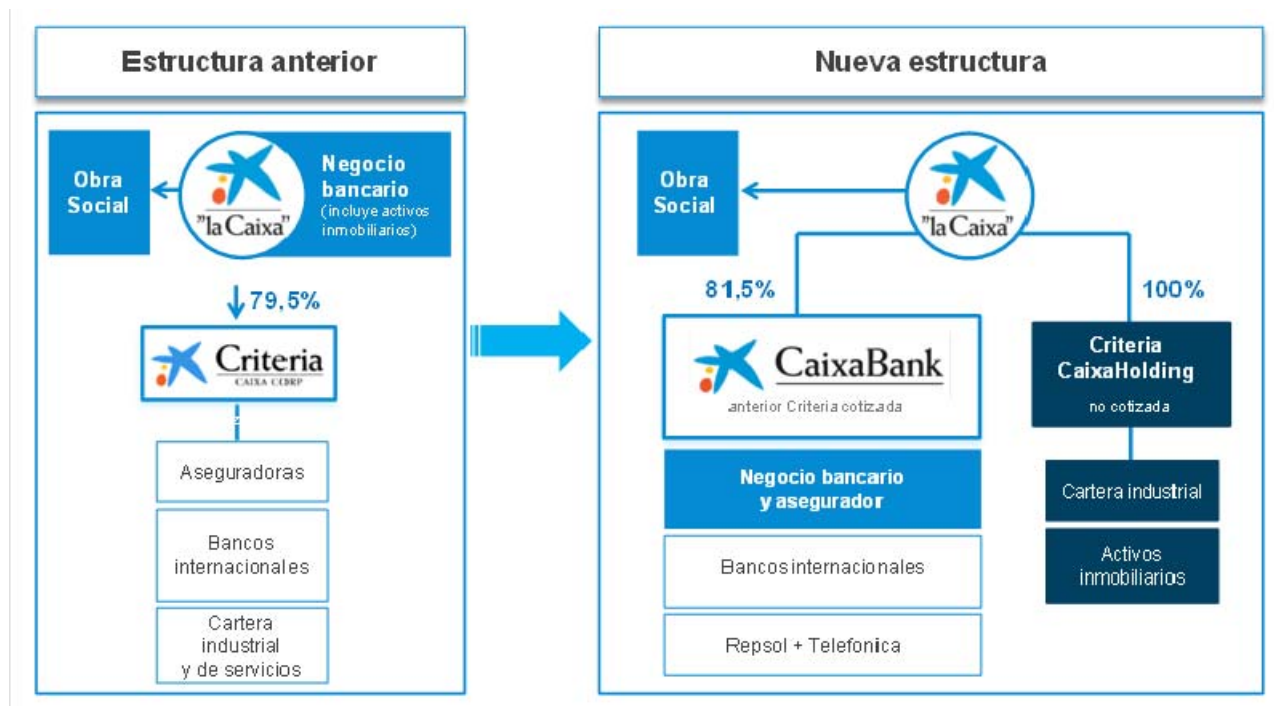 Estructura anterior
Obra
Social
"la Caixa"
Negocio
bancario
(incluye activos
inmobiliarios)
79,5%
Criteria
CAIXA CORP
Aseguradoras
Bancos
internacionales
Cartera
industrial
y de servicios
Nueva estructura
Obra
Social
"la Caixa"
81,5%
100%
CaixaBank
anterior Criteria cotizada
Negocio bancario
y asegurador
Bancos internacionales
Repsol + Telefonica
Criteria
CaixaHolding
no cotizada
Cartera industrial
Activos
inmobiliarios